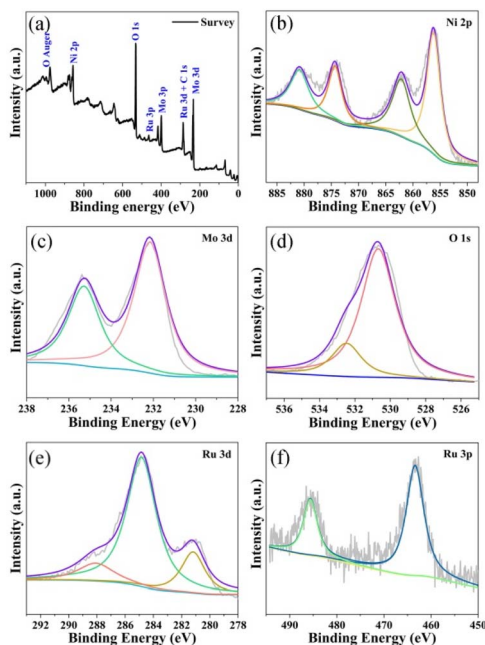 (a)
Survey
O Auger
Ni 2p
O 1s
Ru 3p
Mo 3p
Ru 3d + C 1s
Mo 3d
Intensity (a.u.)
1000 800 600 400 200 0
Binding energy (eV)
(b)
Ni 2p
Intensity (a.u.)
885 880 875 870 865 860 855 850
Binding energy (eV)
(c)
Mo 3d
Intensity (a.u.)
238 236 234 232 230 228
Binding Energy (eV)
(d)
O 1s
Intensity (a.u.)
536 534 532 530 528 526
Binding Energy (eV)
(e)
Ru 3d
Intensity (a.u.)
292 290 288 286 284 282 280 278
Binding Energy (eV)
(f)
Ru 3p
Intensity (a.u.)
490 480 470 460 450
Binding Energy (eV)